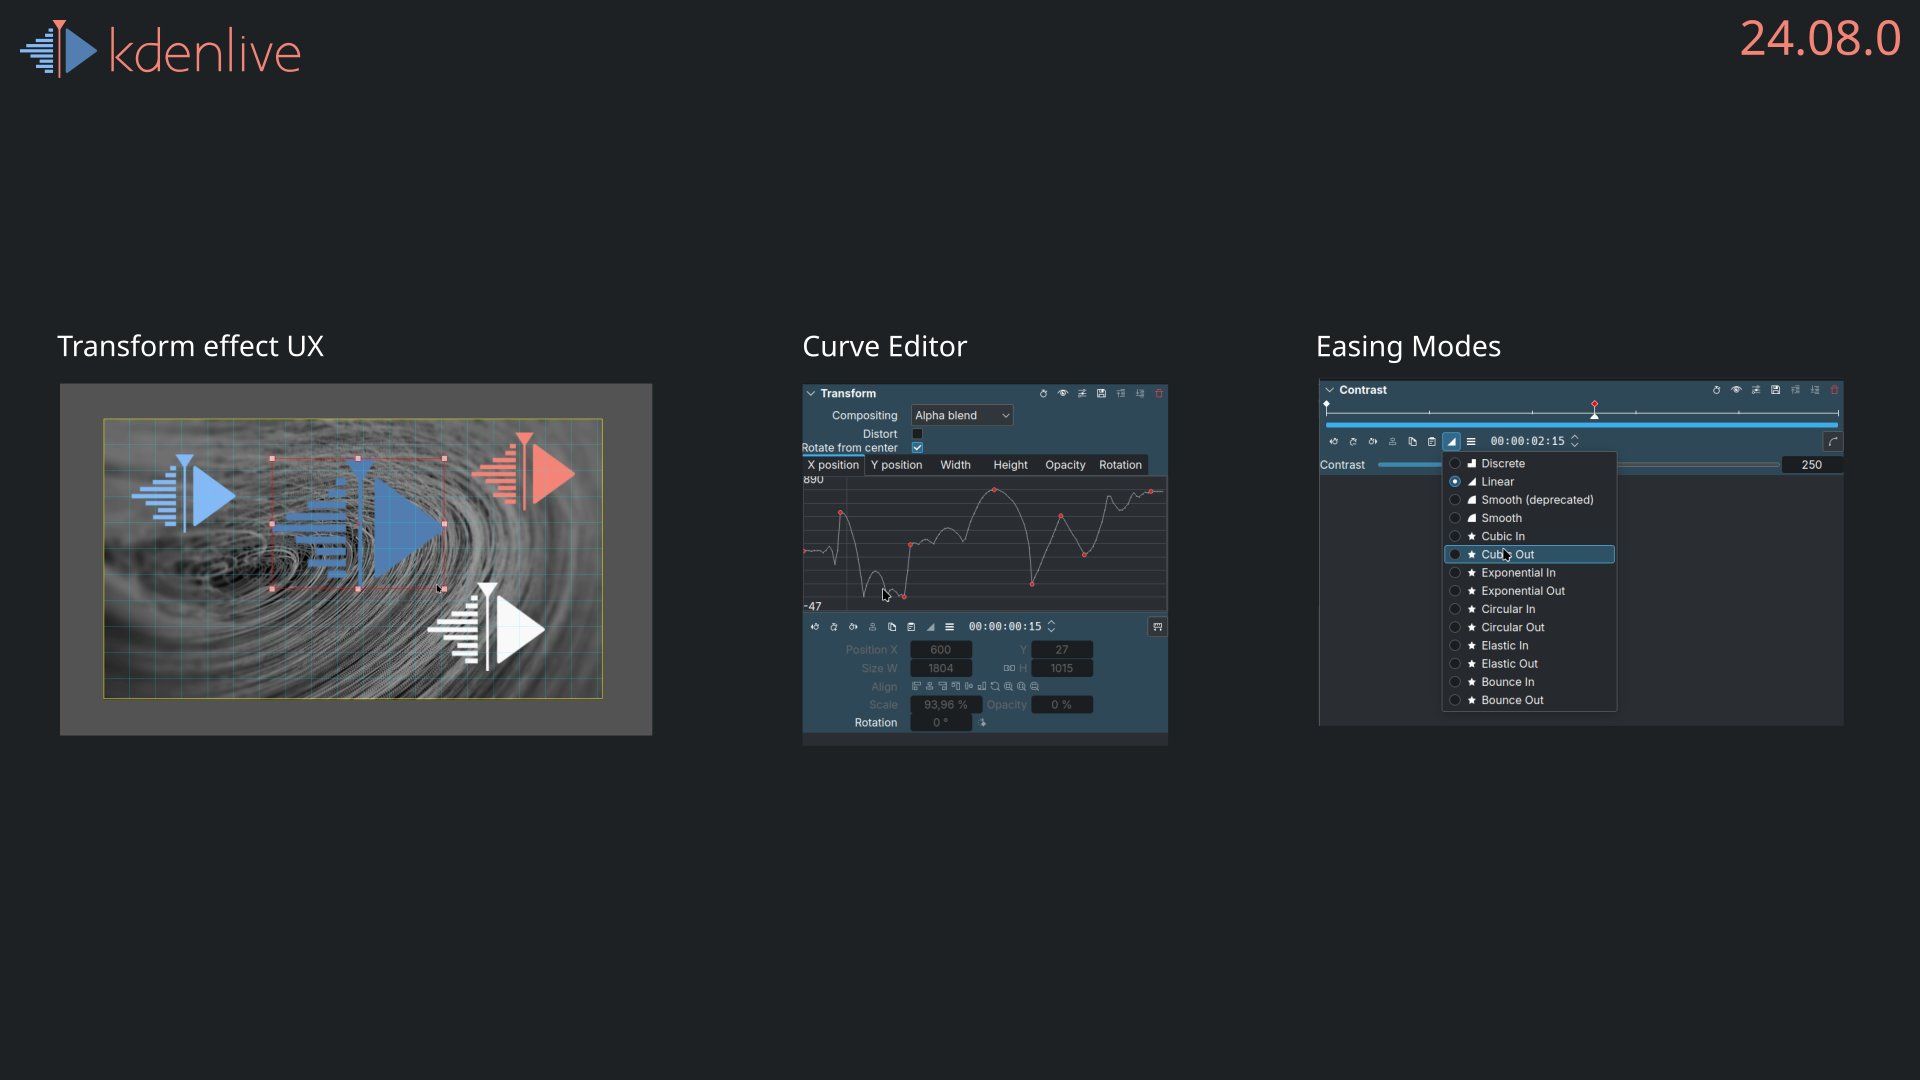 kdenlive
24.08.0
Transform effect UX
Curve Editor
Easing Modes
Transform
Compositing Alpha blend
Distort
Rotate from center
X position Y position Width Height Opacity Rotation
890
-47
00:00:00:15
Position X 600 Y 27
Size W 1804 H 1015
Align
Scale 93,96 % Opacity 0 %
Rotation 0 °
Contrast
00:00:02:15
Contrast 250
Discrete
Linear
Smooth (deprecated)
Smooth
Cubic In
Cubic Out
Exponential In
Exponential Out
Circular In
Circular Out
Elastic In
Elastic Out
Bounce In
Bounce Out